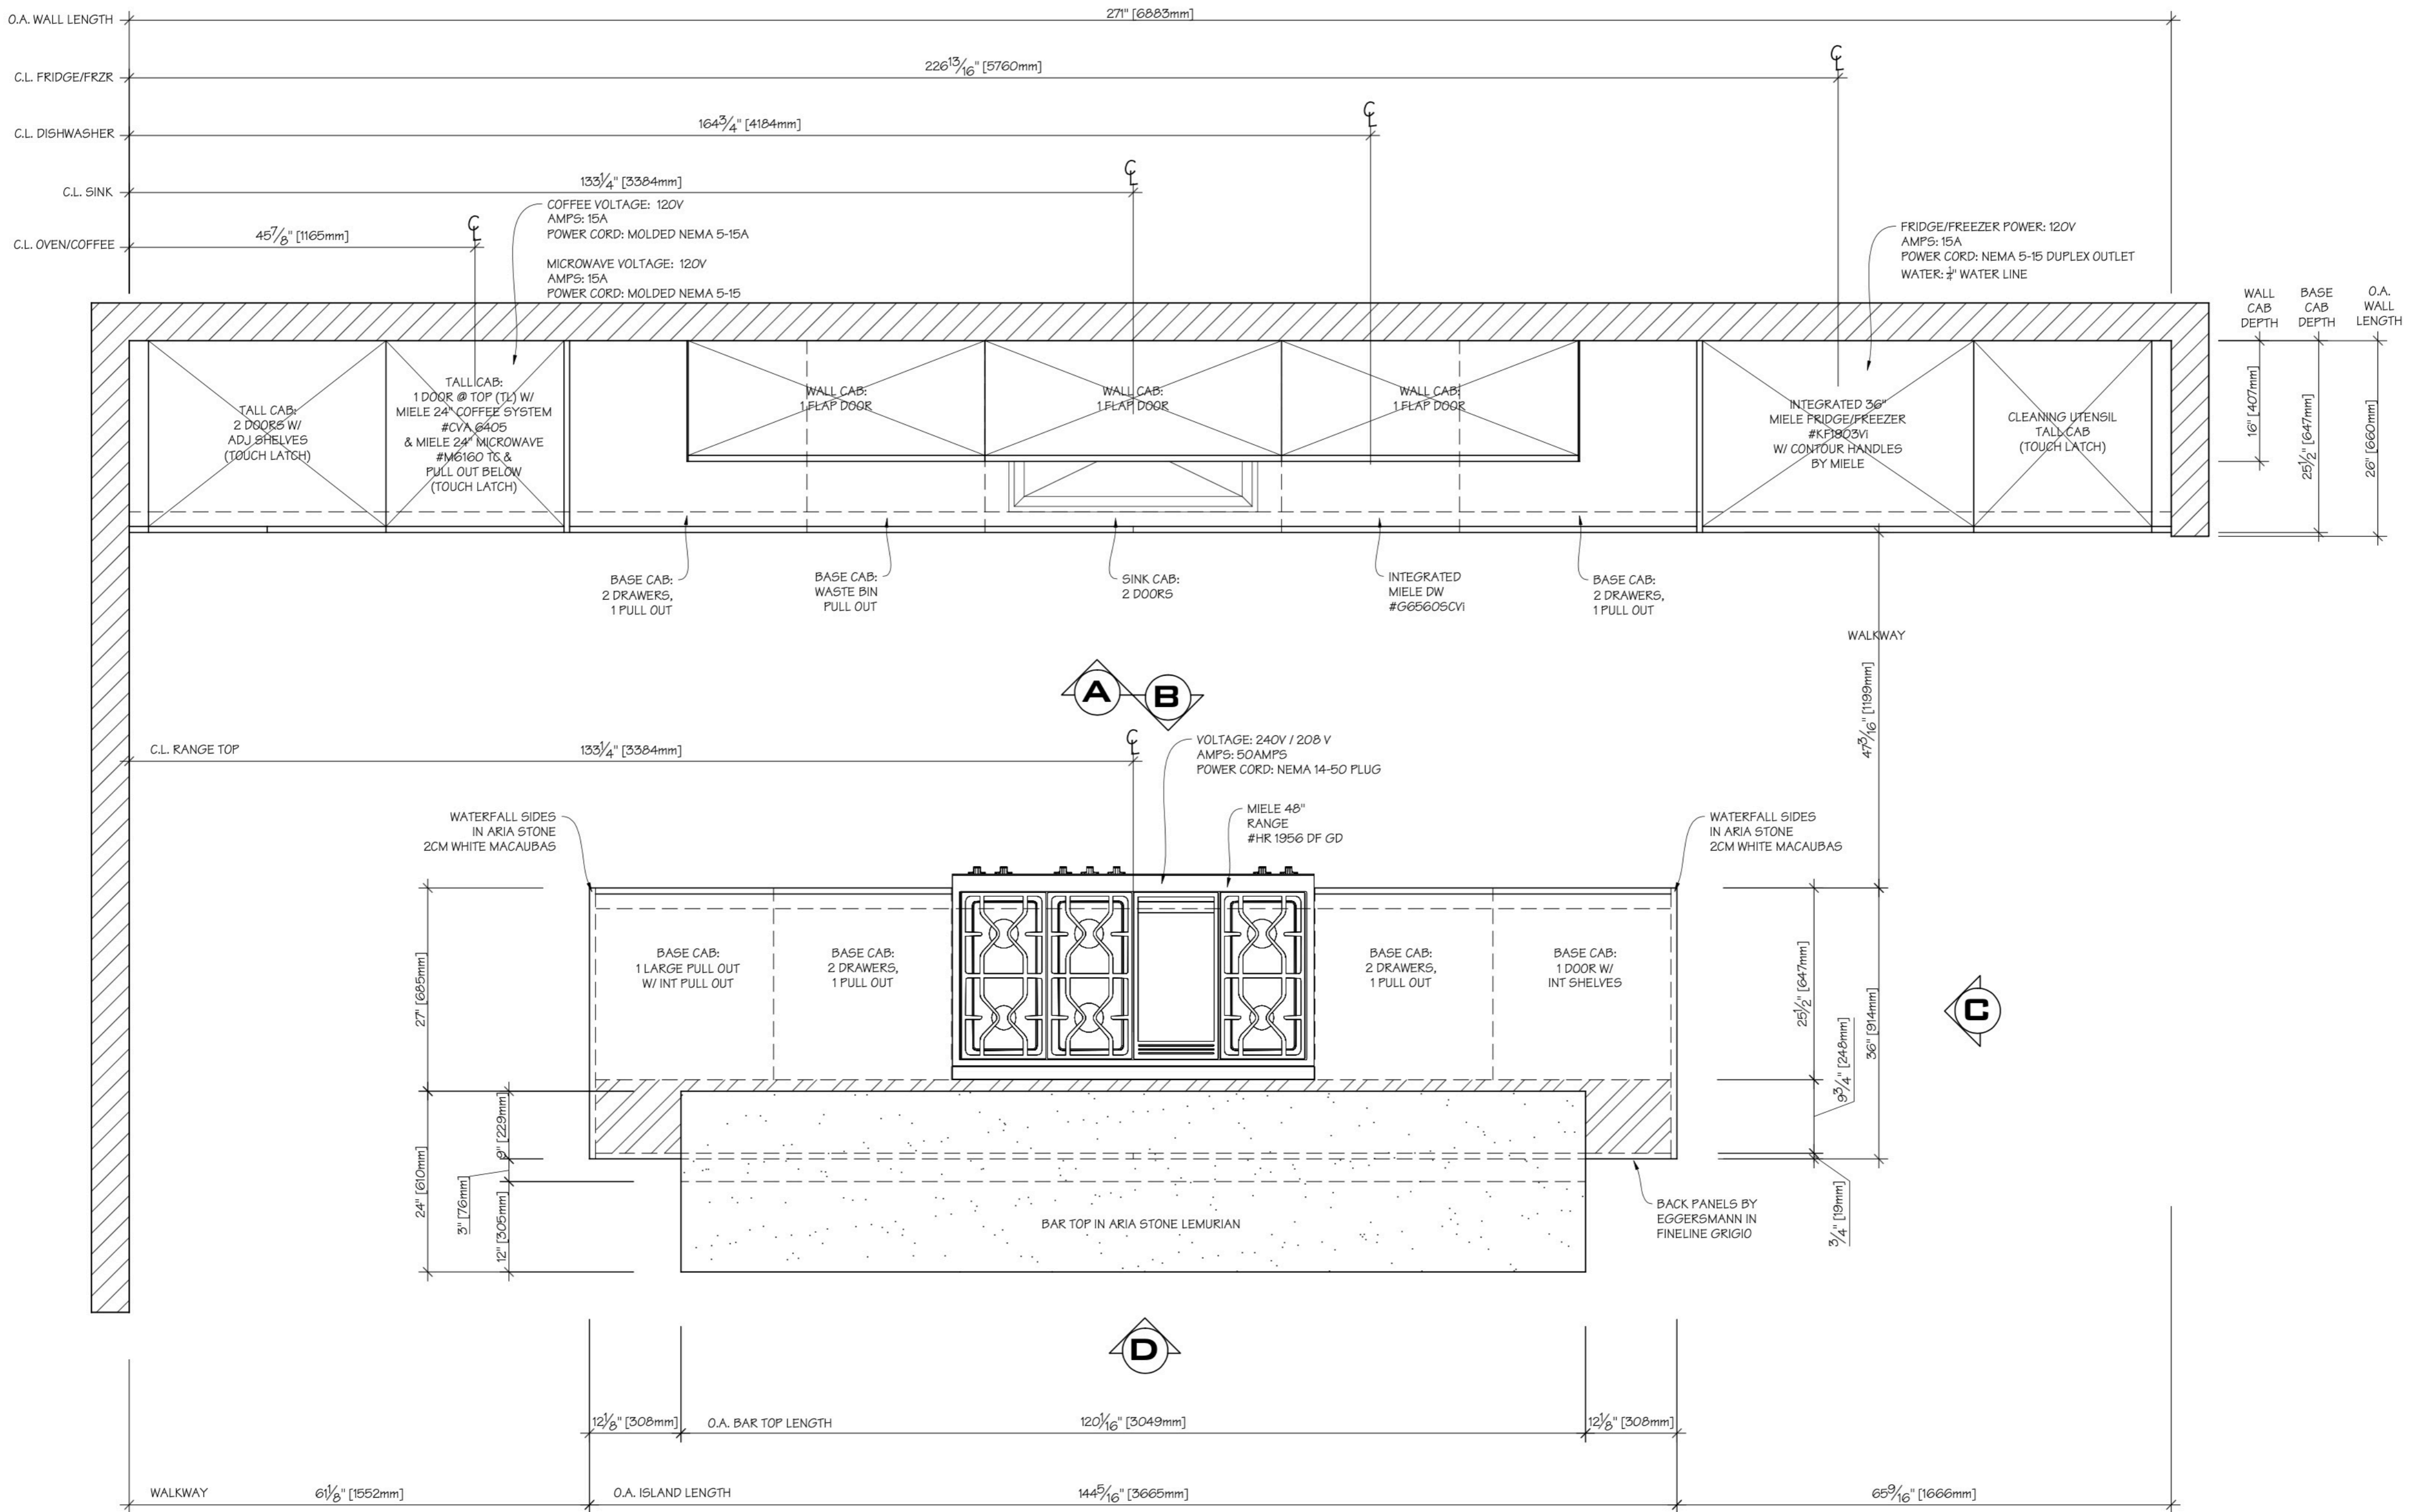 O.A. WALL LENGTH
271" [6883mm]
C.L. FRIDGE/FRZR
226 13/16" [5760mm]
C.L. DISHWASHER
164 3/4" [4184mm]
C.L. SINK
133 1/4" [3384mm]
C.L. OVEN/COFFEE
45 7/8" [1165mm]
COFFEE VOLTAGE: 120V
AMPS: 15A
POWER CORD: MOLDED NEMA 5-15A
MICROWAVE VOLTAGE: 120V
AMPS: 15A
POWER CORD: MOLDED NEMA 5-15
FRIDGE/FREEZER POWER: 120V
AMPS: 15A
POWER CORD: NEMA 5-15 DUPLEX OUTLET
WATER: 1/4" WATER LINE
WALL
CAB
DEPTH
BASE
CAB
DEPTH
O.A.
WALL
LENGTH
16" [407mm]
25 1/2" [647mm]
26" [660mm]
TALL CAB:
2 DOORS W/
ADJ SHELVES
(TOUCH LATCH)
TALL CAB:
1 DOOR @ TOP (TL) W/
MIELE 24" COFFEE SYSTEM
#CVA 6405
& MIELE 24" MICROWAVE
#M6160 TC &
PULL OUT BELOW
(TOUCH LATCH)
WALL CAB:
1 FLAP DOOR
WALL CAB:
1 FLAP DOOR
WALL CAB:
1 FLAP DOOR
INTEGRATED 36"
MIELE FRIDGE/FREEZER
#KF1903Vi
W/ CONTOUR HANDLES
BY MIELE
CLEANING UTENSIL
TALL CAB
(TOUCH LATCH)
BASE CAB:
2 DRAWERS,
1 PULL OUT
BASE CAB:
WASTE BIN
PULL OUT
SINK CAB:
2 DOORS
INTEGRATED
MIELE DW
#G6560SCVi
BASE CAB:
2 DRAWERS,
1 PULL OUT
WALKWAY
47 3/16" [1199mm]
A
B
C.L. RANGE TOP
133 1/4" [3384mm]
VOLTAGE: 240V / 208 V
AMPS: 50AMPS
POWER CORD: NEMA 14-50 PLUG
MIELE 48"
RANGE
#HR 1956 DF GD
WATERFALL SIDES
IN ARIA STONE
2CM WHITE MACAUBAS
WATERFALL SIDES
IN ARIA STONE
2CM WHITE MACAUBAS
BASE CAB:
1 LARGE PULL OUT
W/ INT PULL OUT
BASE CAB:
2 DRAWERS,
1 PULL OUT
BASE CAB:
2 DRAWERS,
1 PULL OUT
BASE CAB:
1 DOOR W/
INT SHELVES
27" [685mm]
25 1/2" [647mm]
36" [914mm]
9 3/4" [248mm]
C
24" [610mm]
9" [229mm]
3" [76mm]
12" [305mm]
3/4" [19mm]
BAR TOP IN ARIA STONE LEMURIAN
BACK PANELS BY
EGGERSMANN IN
FINELINE GRIGIO
D
12 1/8" [308mm]
O.A. BAR TOP LENGTH
120 1/16" [3049mm]
12 1/8" [308mm]
WALKWAY
61 1/8" [1552mm]
O.A. ISLAND LENGTH
144 5/16" [3665mm]
65 9/16" [1666mm]